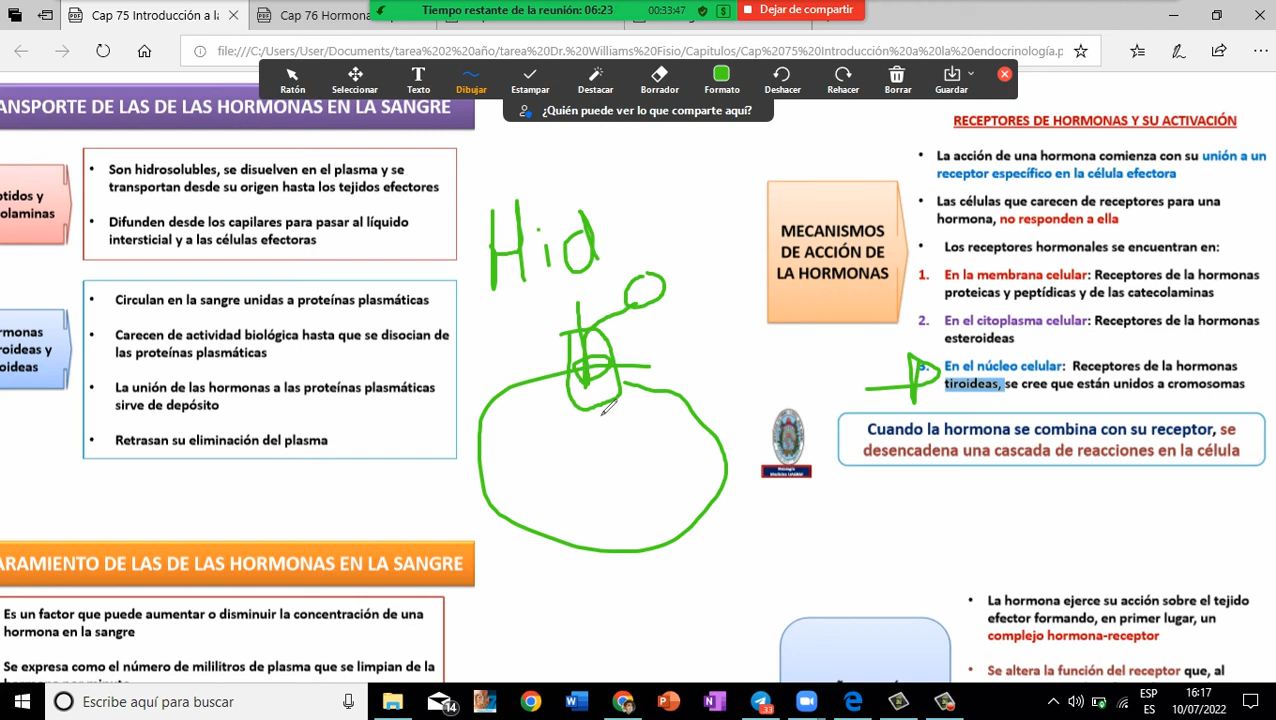 Cap 75 Introducción a l
Cap 76 Hormona
Tiempo restante de la reunión: 06:23
00:33:47
Dejar de compartir
file:///C:/Users/User/Documents/tarea%202%20año/tarea%20Dr.%20Williams%20Fisio/Capitulos/Cap%2075%20Introducción%20a%20la%20endocrinología.p
Ratón
Seleccionar
Texto
Dibujar
Estampar
Destacar
Borrador
Formato
Deshacer
Rehacer
Borrar
Guardar
¿Quién puede ver lo que comparte aquí?
ANSPORTE DE LAS DE LAS HORMONAS EN LA SANGRE
ptidos y
colaminas
• Son hidrosolubles, se disuelven en el plasma y se
transportan desde su origen hasta los tejidos efectores
• Difunden desde los capilares para pasar al líquido
intersticial y a las células efectoras
rmonas
roideas y
oideas
• Circulan en la sangre unidas a proteínas plasmáticas
• Carecen de actividad biológica hasta que se disocian de
las proteínas plasmáticas
• La unión de las hormonas a las proteínas plasmáticas
sirve de depósito
• Retrasan su eliminación del plasma
ARAMIENTO DE LAS DE LAS HORMONAS EN LA SANGRE
Es un factor que puede aumentar o disminuir la concentración de una
hormona en la sangre
Se expresa como el número de mililitros de plasma que se limpian de la
Hid
MECANISMOS
DE ACCIÓN DE
LA HORMONAS
RECEPTORES DE HORMONAS Y SU ACTIVACIÓN
• La acción de una hormona comienza con su unión a un
receptor específico en la célula efectora
• Las células que carecen de receptores para una
hormona, no responden a ella
• Los receptores hormonales se encuentran en:
1. En la membrana celular: Receptores de la hormonas
proteicas y peptídicas y de las catecolaminas
2. En el citoplasma celular: Receptores de la hormonas
esteroideas
3. En el núcleo celular: Receptores de la hormonas
tiroideas, se cree que están unidos a cromosomas
Cuando la hormona se combina con su receptor, se
desencadena una cascada de reacciones en la célula
• La hormona ejerce su acción sobre el tejido
efector formando, en primer lugar, un
complejo hormona-receptor
• Se altera la función del receptor que, al
Escribe aquí para buscar
14
33
ESP
ES
16:17
10/07/2022